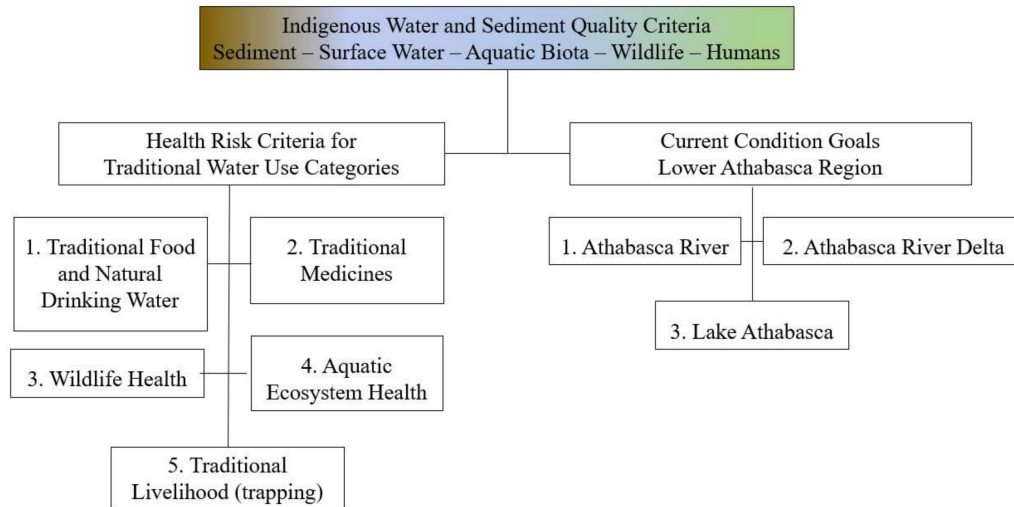 Indigenous Water and Sediment Quality Criteria
Sediment – Surface Water – Aquatic Biota – Wildlife – Humans
Health Risk Criteria for
Traditional Water Use Categories
Current Condition Goals
Lower Athabasca Region
1. Traditional Food
and Natural
Drinking Water
2. Traditional
Medicines
1. Athabasca River
2. Athabasca River Delta
3. Lake Athabasca
3. Wildlife Health
4. Aquatic
Ecosystem Health
5. Traditional
Livelihood (trapping)